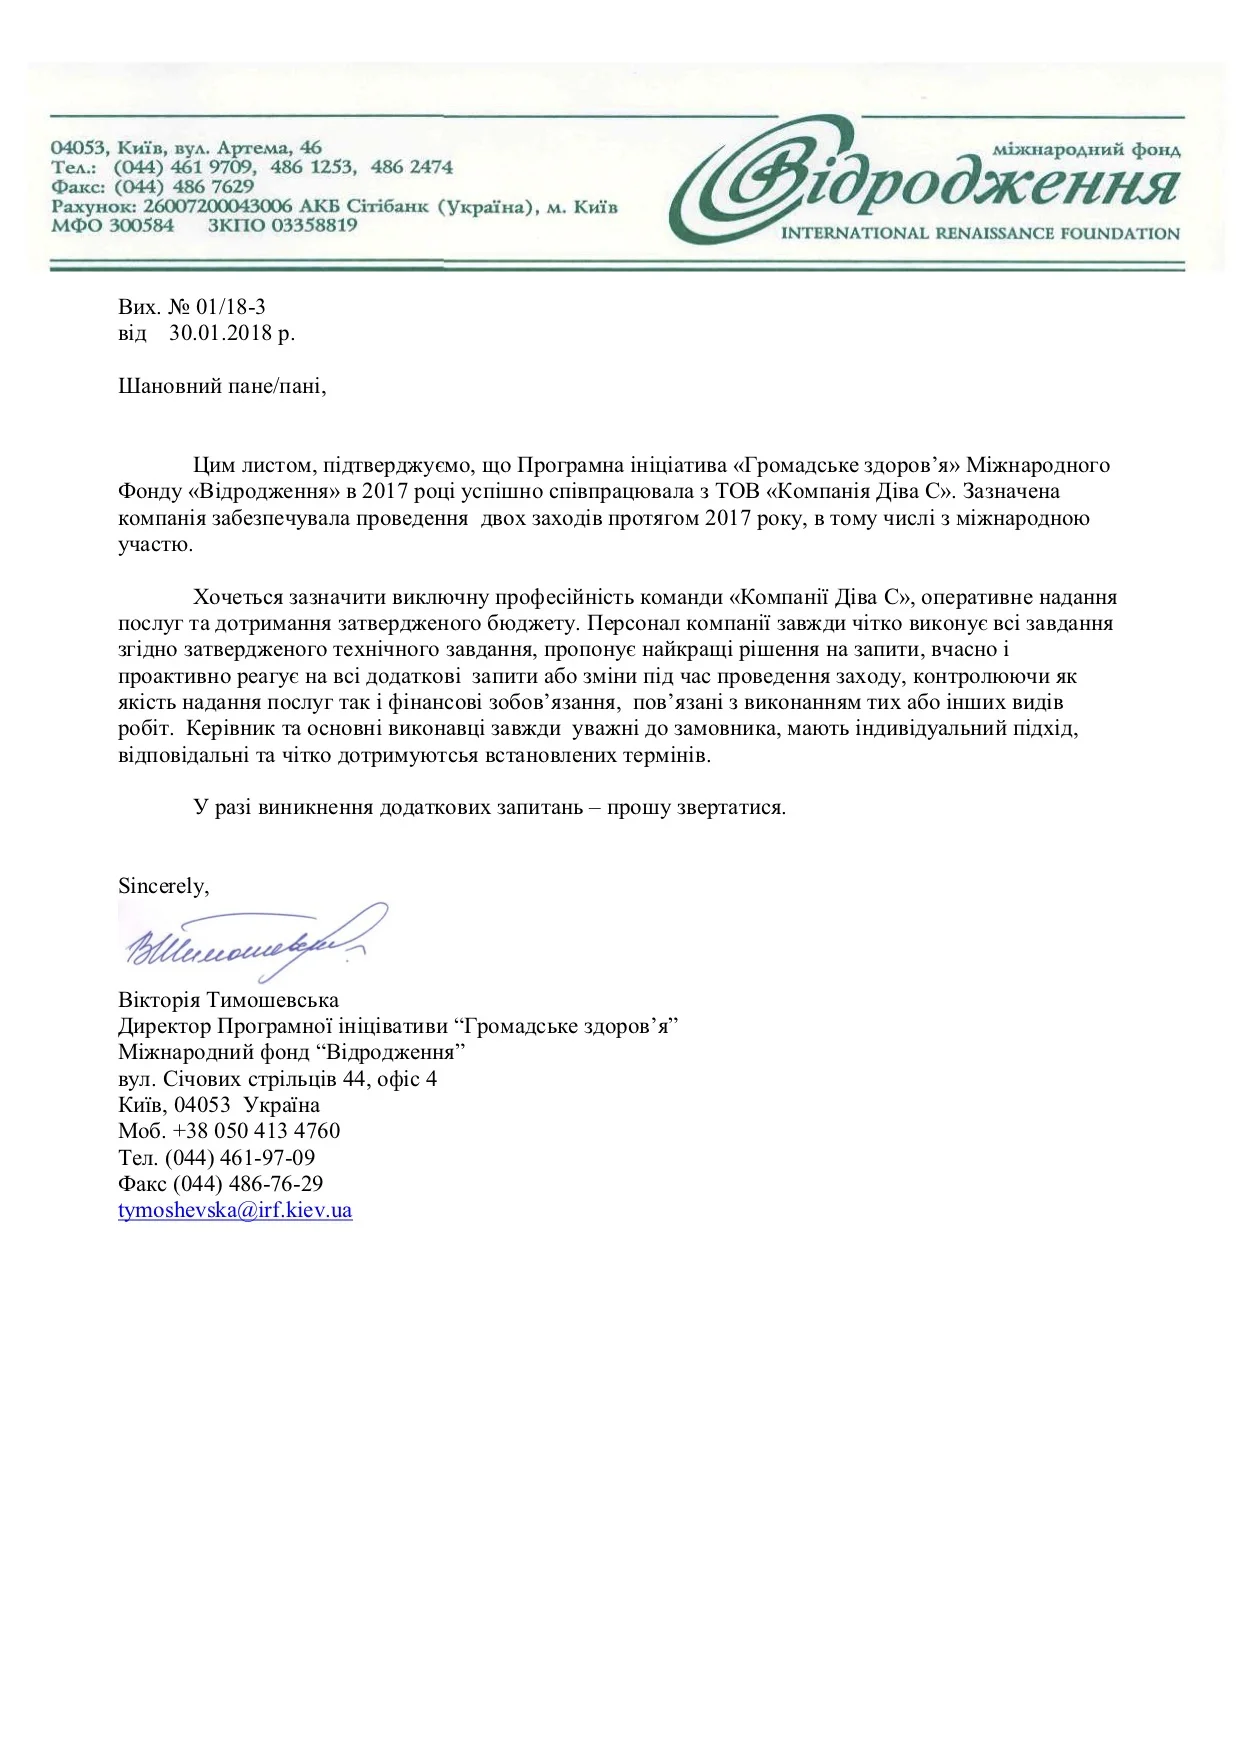 04053, Київ, вул. Артема, 46
Тел.: (044) 461 9709, 486 1253, 486 2474
Факс: (044) 486 7629
Рахунок: 26007200043006 АКБ Сітібанк (Україна), м. Київ
МФО 300584 ЗКПО 03358819
міжнародний фонд
Відродження
INTERNATIONAL RENAISSANCE FOUNDATION
Вих. № 01/18-3
від 30.01.2018 р.
Шановний пане/пані,
Цим листом, підтверджуємо, що Програмна ініціатива «Громадське здоров’я» Міжнародного
Фонду «Відродження» в 2017 році успішно співпрацювала з ТОВ «Компанія Діва С». Зазначена
компанія забезпечувала проведення двох заходів протягом 2017 року, в тому числі з міжнародною
участю.
Хочеться зазначити виключну професійність команди «Компанії Діва С», оперативне надання
послуг та дотримання затвердженого бюджету. Персонал компанії завжди чітко виконує всі завдання
згідно затвердженого технічного завдання, пропонує найкращі рішення на запити, вчасно і
проактивно реагує на всі додаткові запити або зміни під час проведення заходу, контролюючи як
якість надання послуг так і фінансові зобов’язання, пов’язані з виконанням тих або інших видів
робіт. Керівник та основні виконавці завжди уважні до замовника, мають індивідуальний підхід,
відповідальні та чітко дотримуютсья встановлених термінів.
У разі виникнення додаткових запитань – прошу звертатися.
Sincerely,
ВТимошевськ
Вікторія Тимошевська
Директор Програмної ініцівативи “Громадське здоров’я”
Міжнародний фонд “Відродження”
вул. Січових стрільців 44, офіс 4
Київ, 04053 Україна
Моб. +38 050 413 4760
Тел. (044) 461-97-09
Факс (044) 486-76-29
tymoshevska@irf.kiev.ua